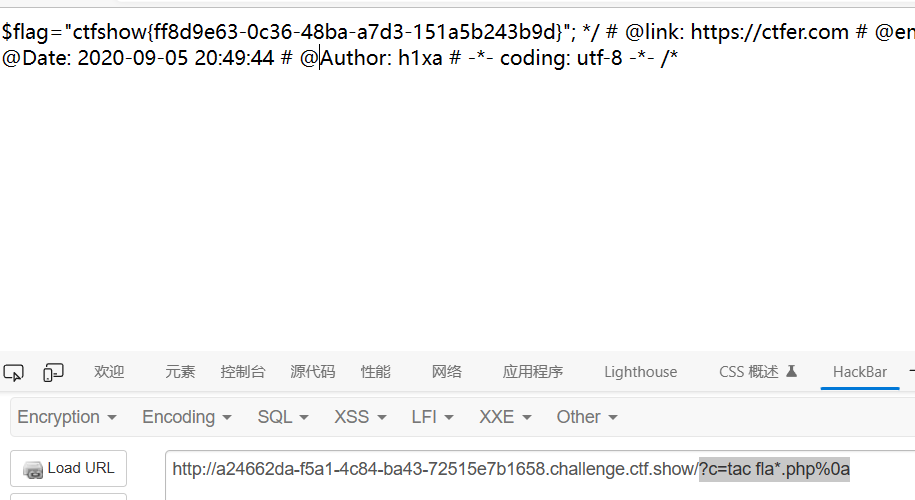 $flag="ctfshow{ff8d9e63-0c36-48ba-a7d3-151a5b243b9d}"; */ # @link: https://ctfer.com # @en
@Date: 2020-09-05 20:49:44 # @Author: h1xa # -*- coding: utf-8 -*- /*
欢迎 元素 控制台 源代码 性能 网络 应用程序 Lighthouse CSS 概述 HackBar
Encryption Encoding SQL XSS LFI XXE Other
Load URL http://a24662da-f5a1-4c84-ba43-72515e7b1658.challenge.ctf.show/?c=tac fla*.php%0a